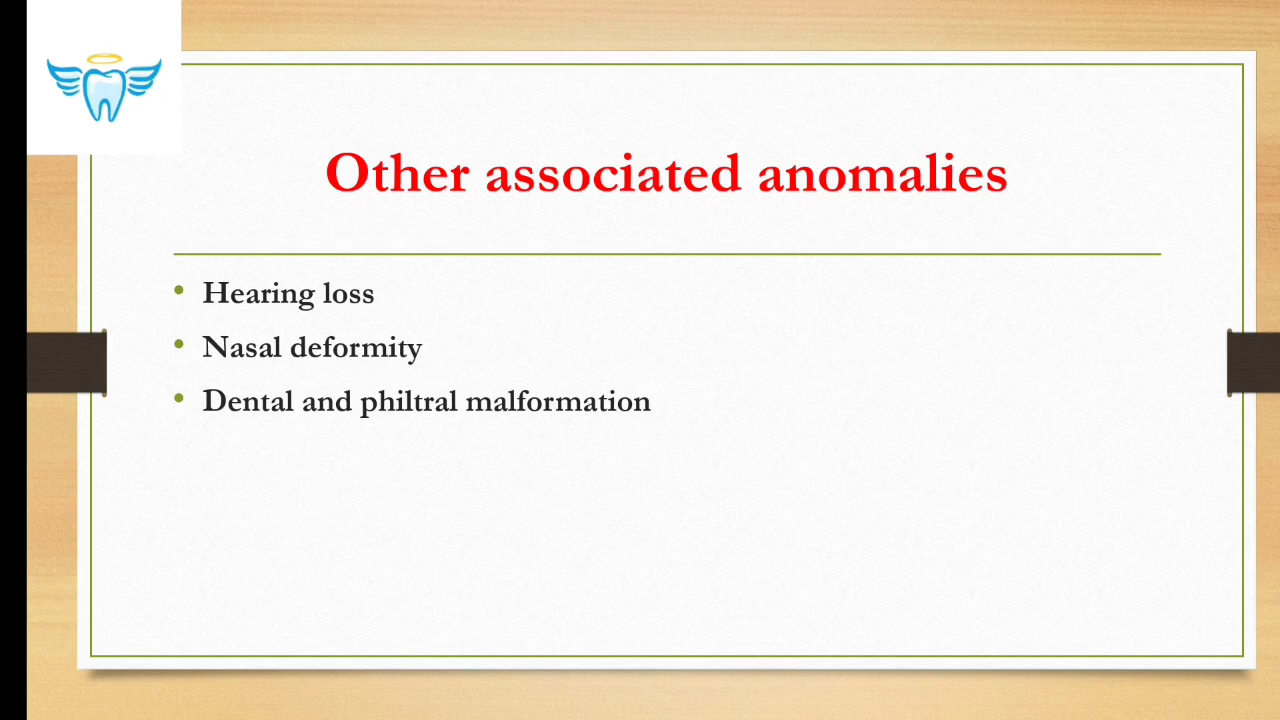 Other associated anomalies
• Hearing loss
• Nasal deformity
• Dental and philtral malformation